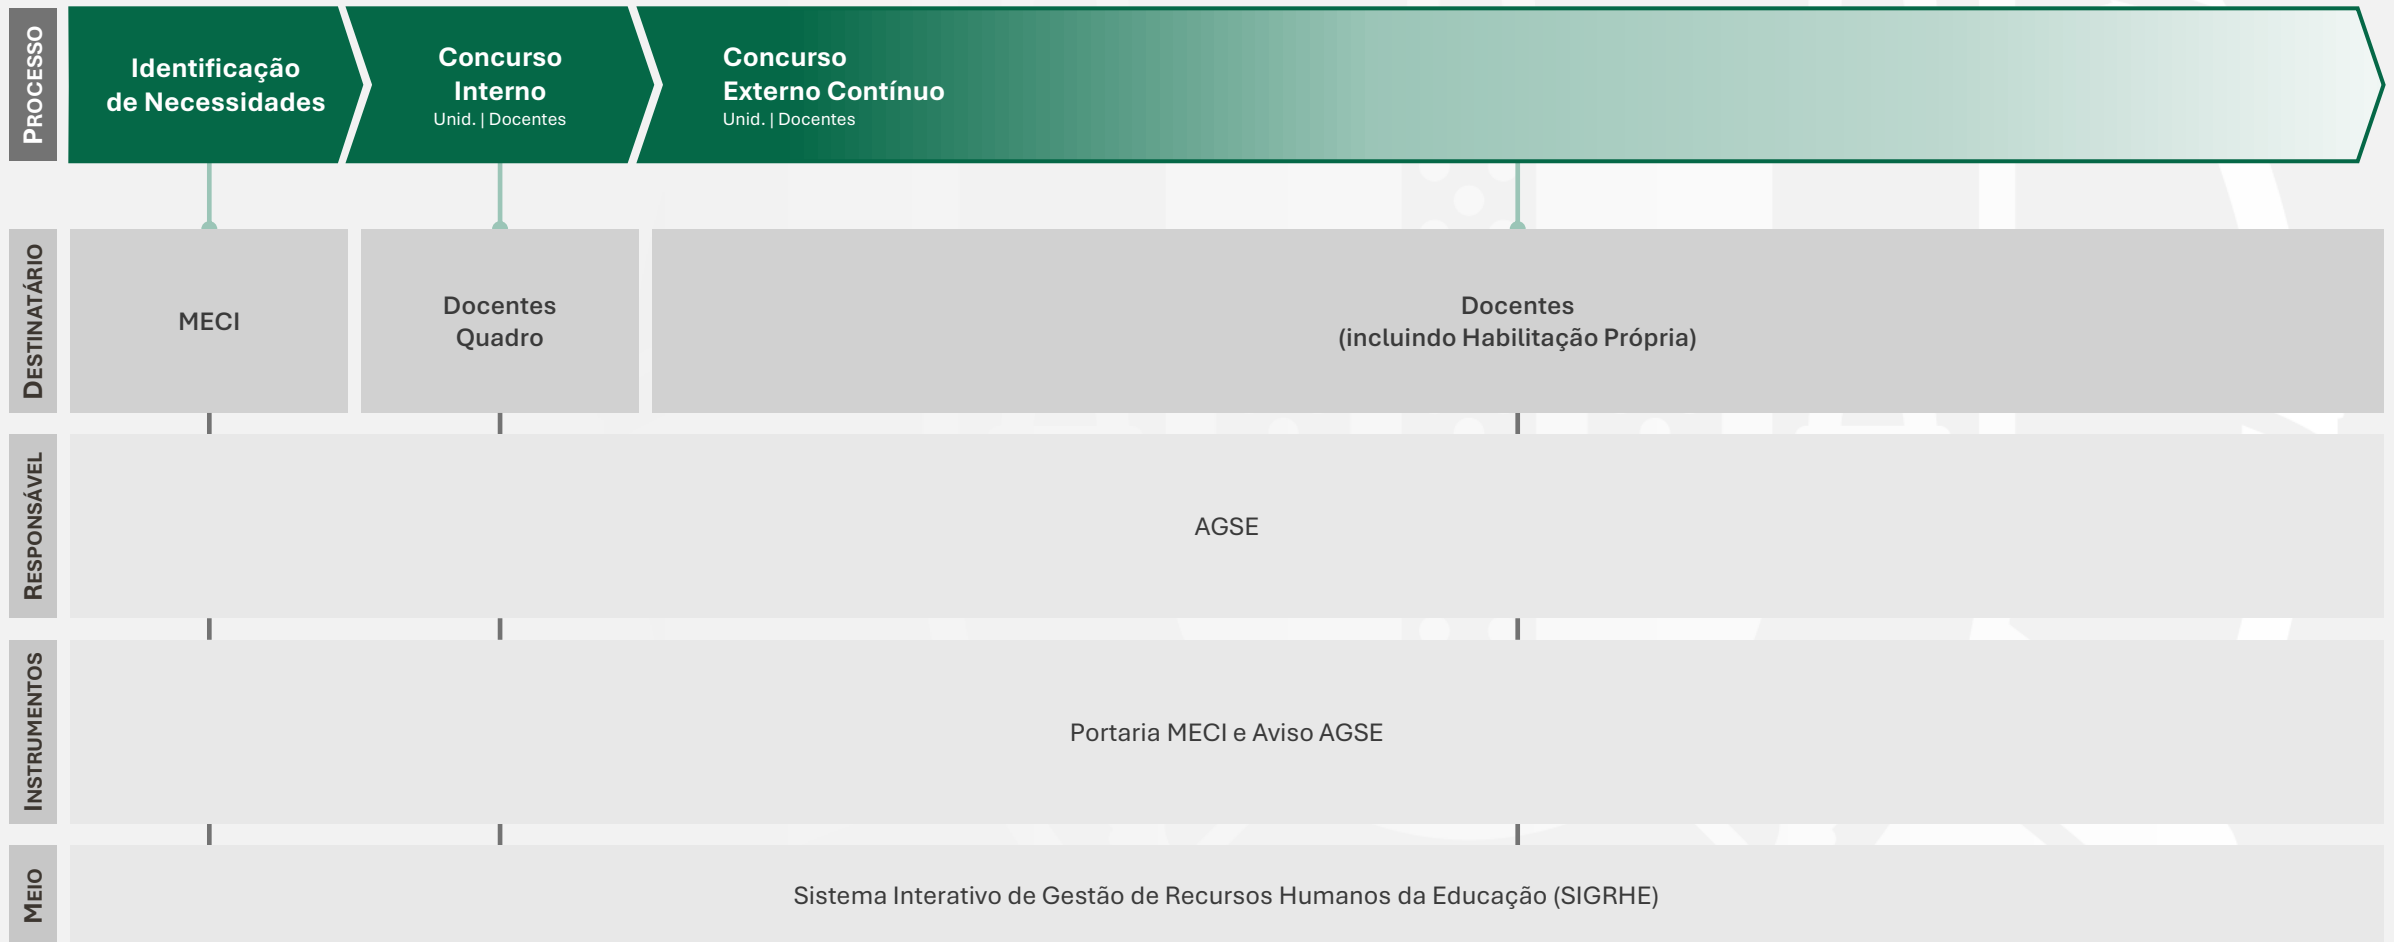 PROCESSO
Identificação
de Necessidades
Concurso
Interno
Unid. | Docentes
Concurso
Externo Contínuo
Unid. | Docentes
DESTINATÁRIO
MECI
Docentes
Quadro
Docentes
(incluindo Habilitação Própria)
RESPONSÁVEL
AGSE
INSTRUMENTOS
Portaria MECI e Aviso AGSE
MEIO
Sistema Interativo de Gestão de Recursos Humanos da Educação (SIGRHE)